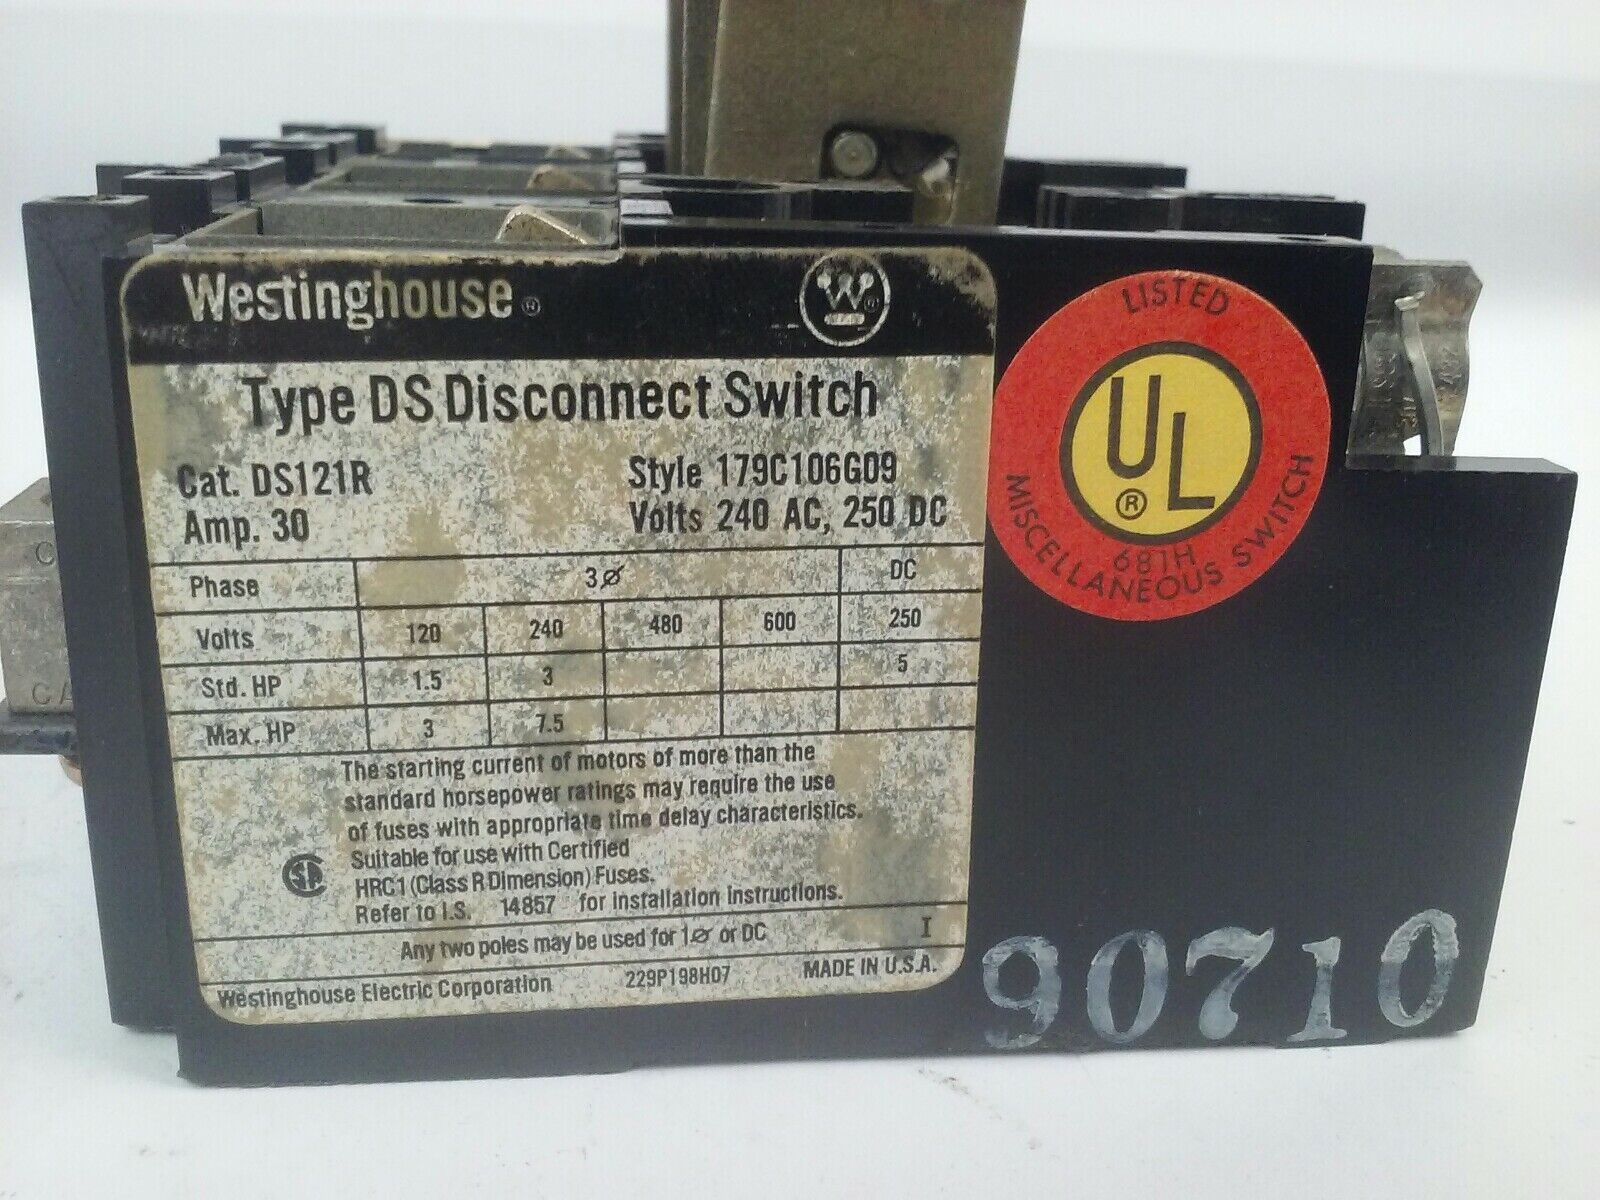 Westinghouse ®
W
Type DS Disconnect Switch
Cat. DS121R Style 179C106G09
Amp. 30 Volts 240 AC, 250 DC
Phase 3ø DC
Volts 120 240 480 600 250
Std. HP 1.5 3 5
Max. HP 3 7.5
The starting current of motors of more than the
standard horsepower ratings may require the use
of fuses with appropriate time delay characteristics.
Suitable for use with Certified
HRC1 (Class R Dimension) Fuses.
Refer to I.S. 14857 for installation instructions.
Any two poles may be used for 1ø or DC I
Westinghouse Electric Corporation 229P198H07 MADE IN U.S.A.
LISTED
UL ®
681H
MISCELLANEOUS SWITCH
90710